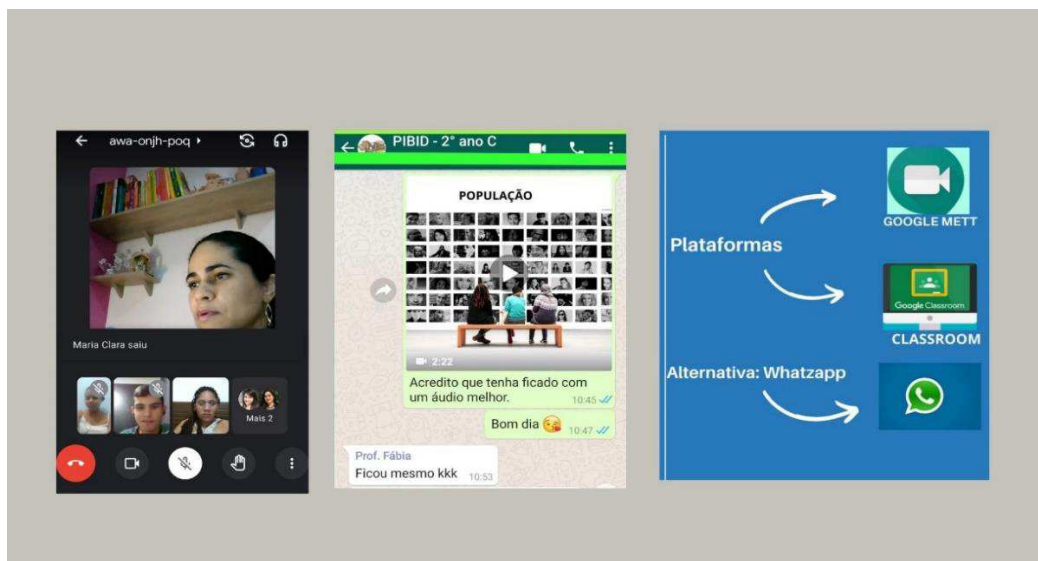 awa-onjh-poq
Maria Clara saiu
Mais 2
PIBID - 2° ano C
POPULAÇÃO
2:22
Acredito que tenha ficado com
um áudio melhor.
10:45
Bom dia
10:47
Prof. Fábia
Ficou mesmo kkk
10:53
Plataformas
GOOGLE METT
Google Classroom
CLASSROOM
Alternativa: Whatzapp